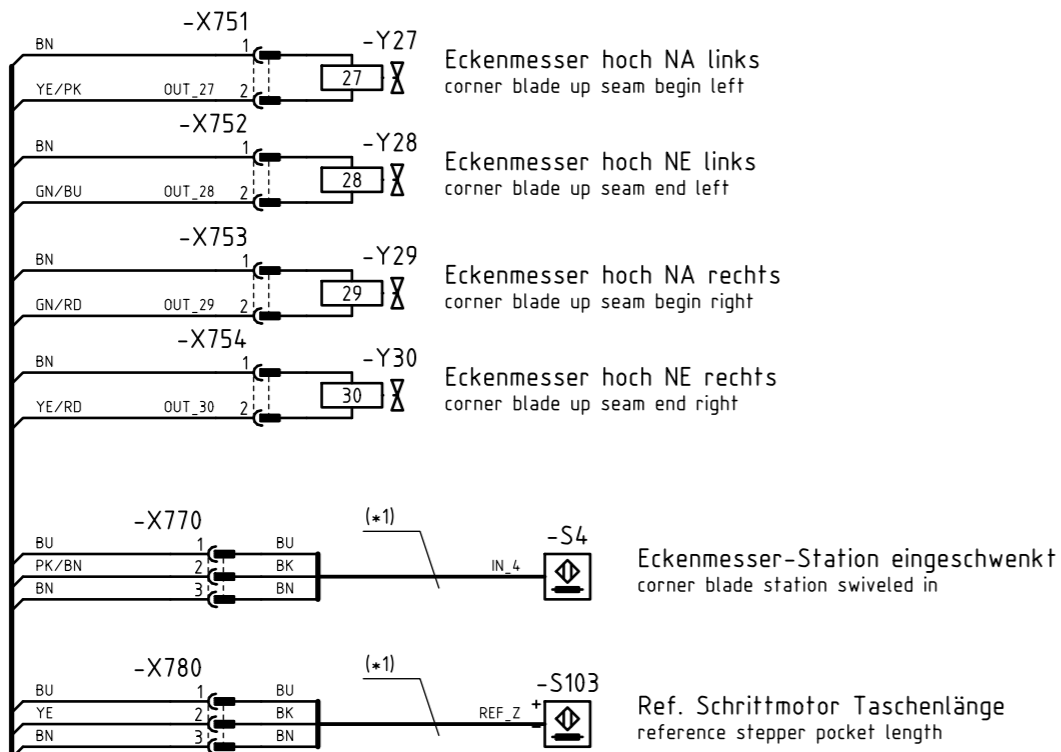 -X751
BN 1 -Y27
27
Eckenmesser hoch NA links
corner blade up seam begin left
YE/PK OUT_27 2
-X752
BN 1 -Y28
28
Eckenmesser hoch NE links
corner blade up seam end left
GN/BU OUT_28 2
-X753
BN 1 -Y29
29
Eckenmesser hoch NA rechts
corner blade up seam begin right
GN/RD OUT_29 2
-X754
BN 1 -Y30
30
Eckenmesser hoch NE rechts
corner blade up seam end right
YE/RD OUT_30 2
-X770 (*1) -S4
BU 1 BU
PK/BN 2 BK IN_4
BN 3 BN
Eckenmesser-Station eingeschwenkt
corner blade station swiveled in
-X780 (*1) -S103
BU 1 BU +
YE 2 BK REF_Z -
BN 3 BN
Ref. Schrittmotor Taschenlänge
reference stepper pocket length